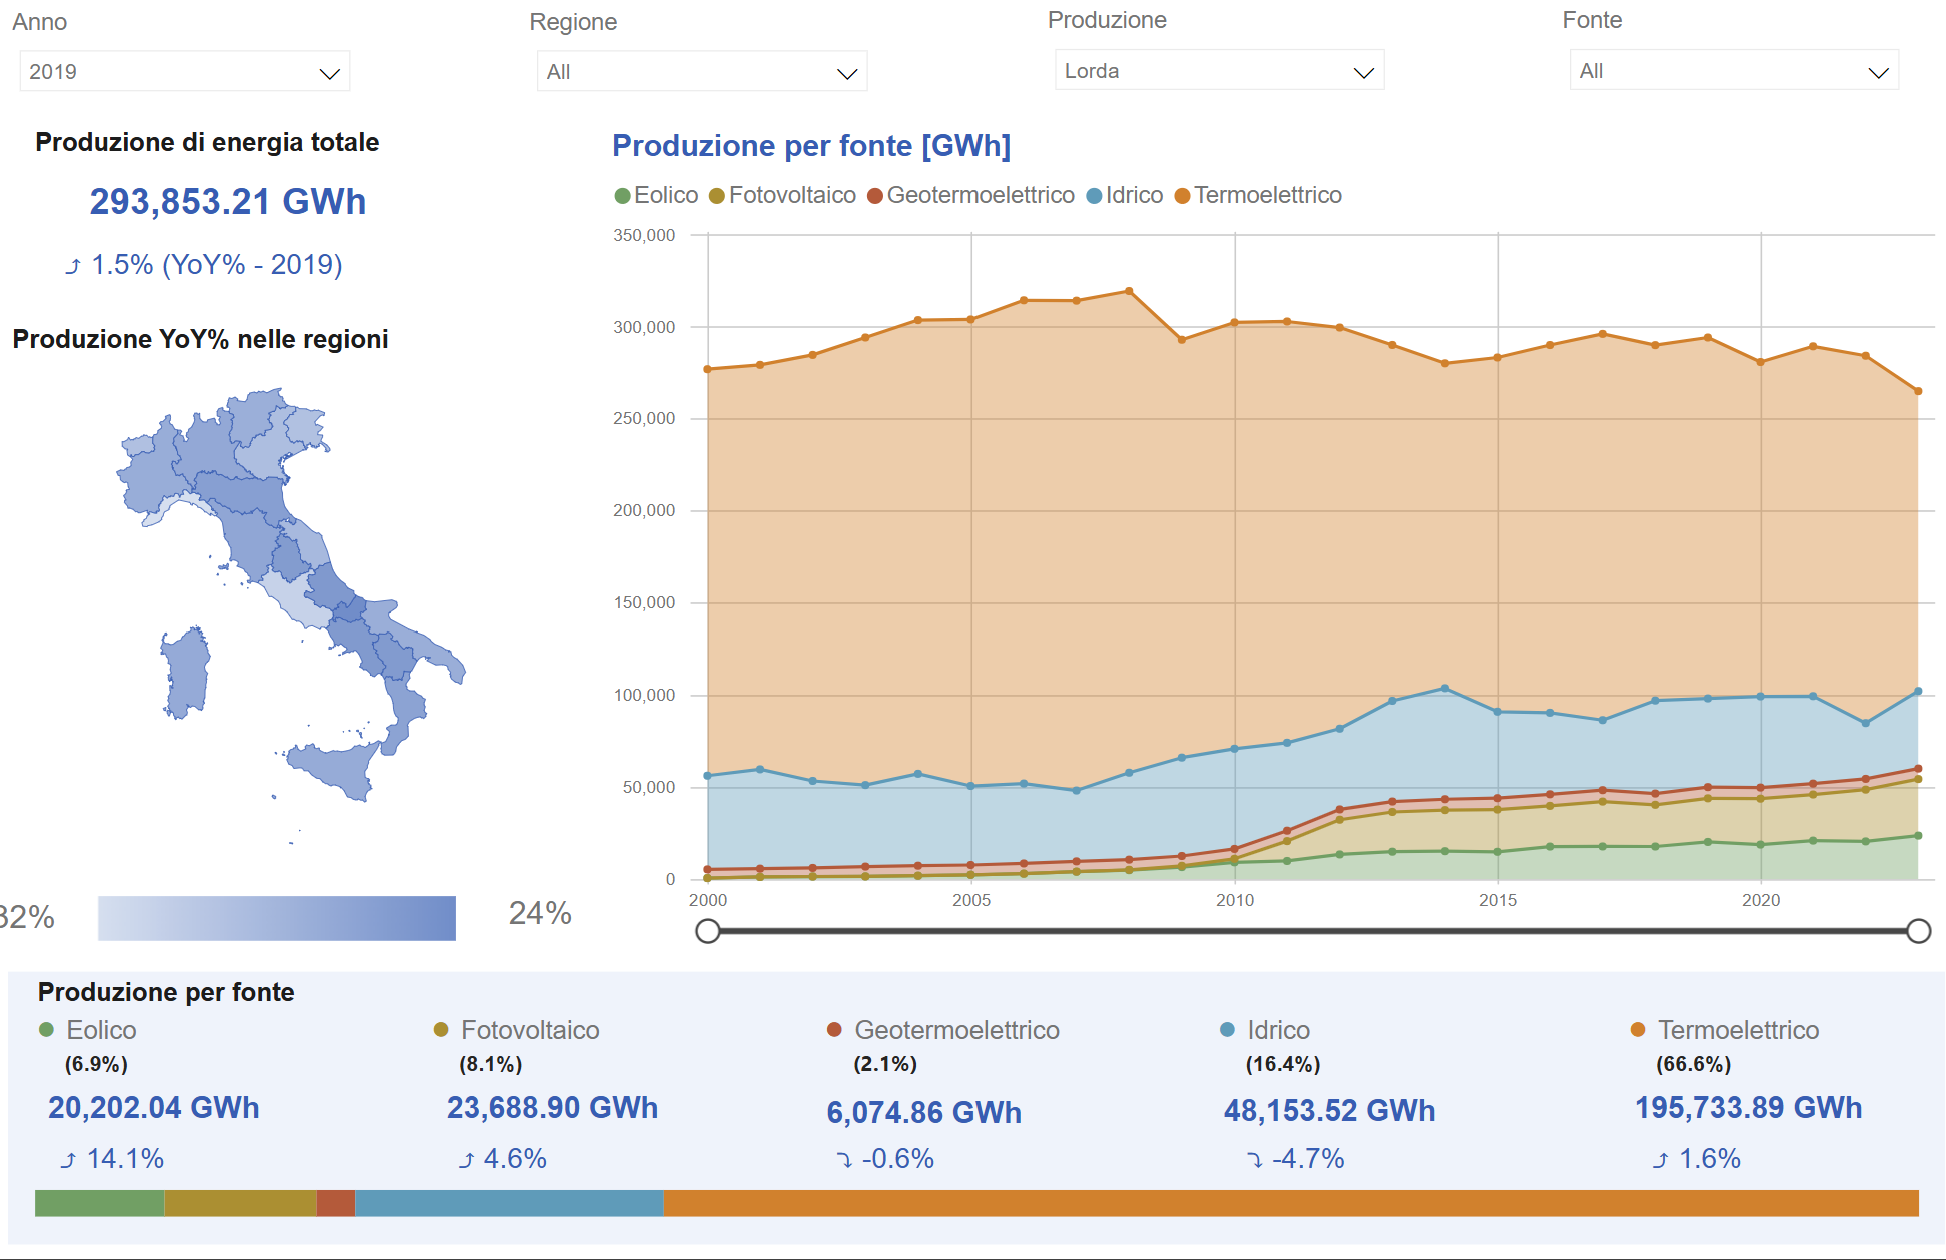 Anno
Regione
Produzione
Fonte
2019
All
Lorda
All
Produzione di energia totale
293,853.21 GWh
1.5% (YoY% - 2019)
Produzione YoY% nelle regioni
24%
Produzione per fonte [GWh]
Eolico Fotovoltaico Geotermoelettrico Idrico Termoelettrico
350,000
300,000
250,000
200,000
150,000
100,000
50,000
0
2000 2005 2010 2015 2020
Produzione per fonte
Eolico
(6.9%)
20,202.04 GWh
14.1%
Fotovoltaico
(8.1%)
23,688.90 GWh
4.6%
Geotermoelettrico
(2.1%)
6,074.86 GWh
-0.6%
Idrico
(16.4%)
48,153.52 GWh
-4.7%
Termoelettrico
(66.6%)
195,733.89 GWh
1.6%